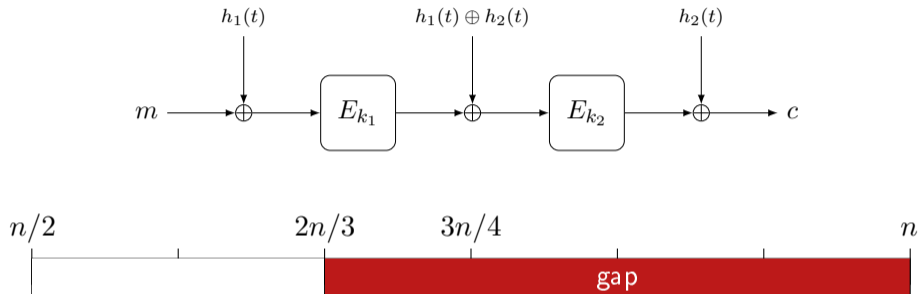 h₁(t) h₁(t) ⊕ h₂(t) h₂(t)
m E_{k₁} E_{k₂} c
n/2 2n/3 3n/4 n
gap